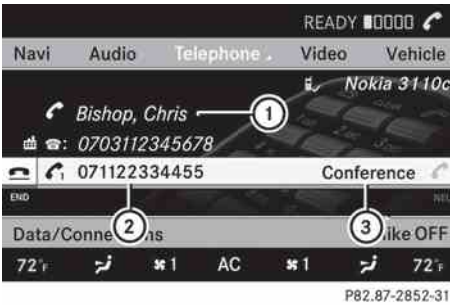 READY
Navi Audio Telephone Video Vehicle
Nokia 3110c
Bishop, Chris 1
: 0703112345678
1 071122334455 Conference
END
2 3
Data/Conne ns ike OFF
72°F 1 AC 1 72°F
P82.87-2852-31